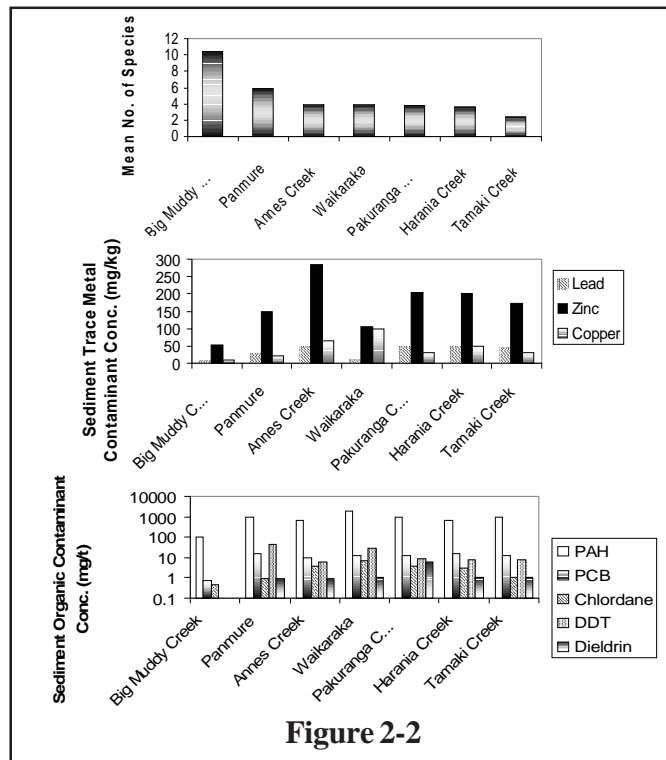 Mean No. of Species
12
10
8
6
4
2
0
Big Muddy ...
Panmure
Annes Creek
Waikaraka
Pakuranga ...
Harania Creek
Tamaki Creek
Sediment Trace Metal
Contaminant Conc. (mg/kg)
300
250
200
150
100
50
0
Big Muddy C...
Panmure
Annes Creek
Waikaraka
Pakuranga C...
Harania Creek
Tamaki Creek
Lead
Zinc
Copper
Sediment Organic Contaminant
Conc. (mg/t)
10000
1000
100
10
1
0.1
Big Muddy Creek
Panmure
Annes Creek
Waikaraka
Pakuranga C...
Harania Creek
Tamaki Creek
PAH
PCB
Chlordane
DDT
Dieldrin
Figure 2-2